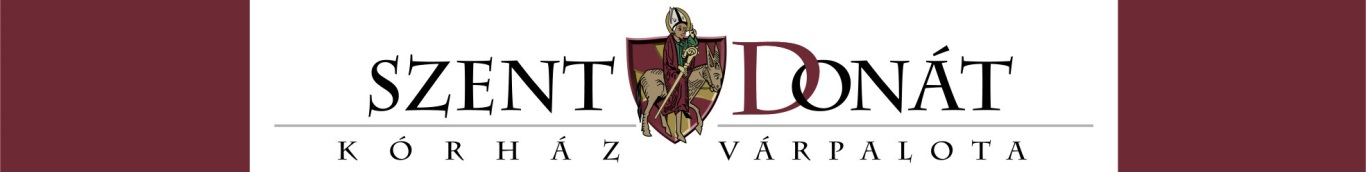 SZENT DONÁT
KÓRHÁZ VÁRPALOTA